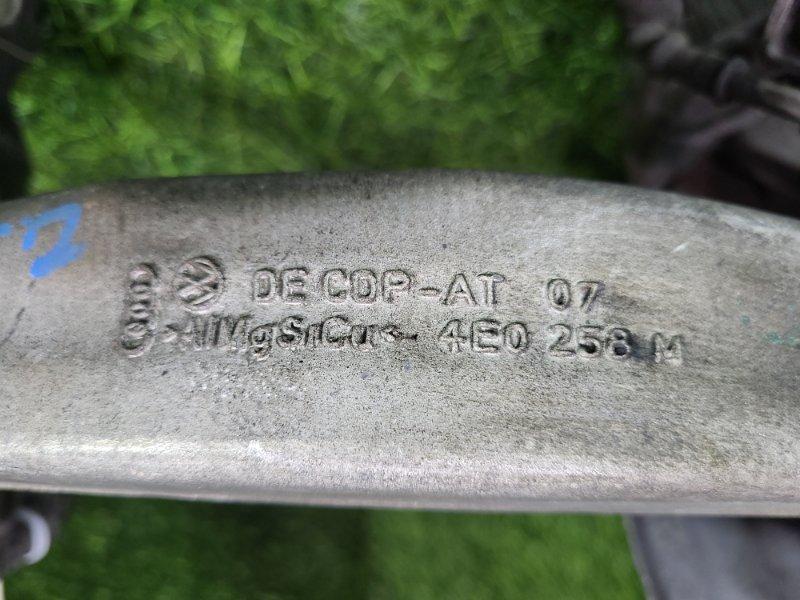 DE COP-AT 07
>AlMgSiCu<- 4E0 258 M